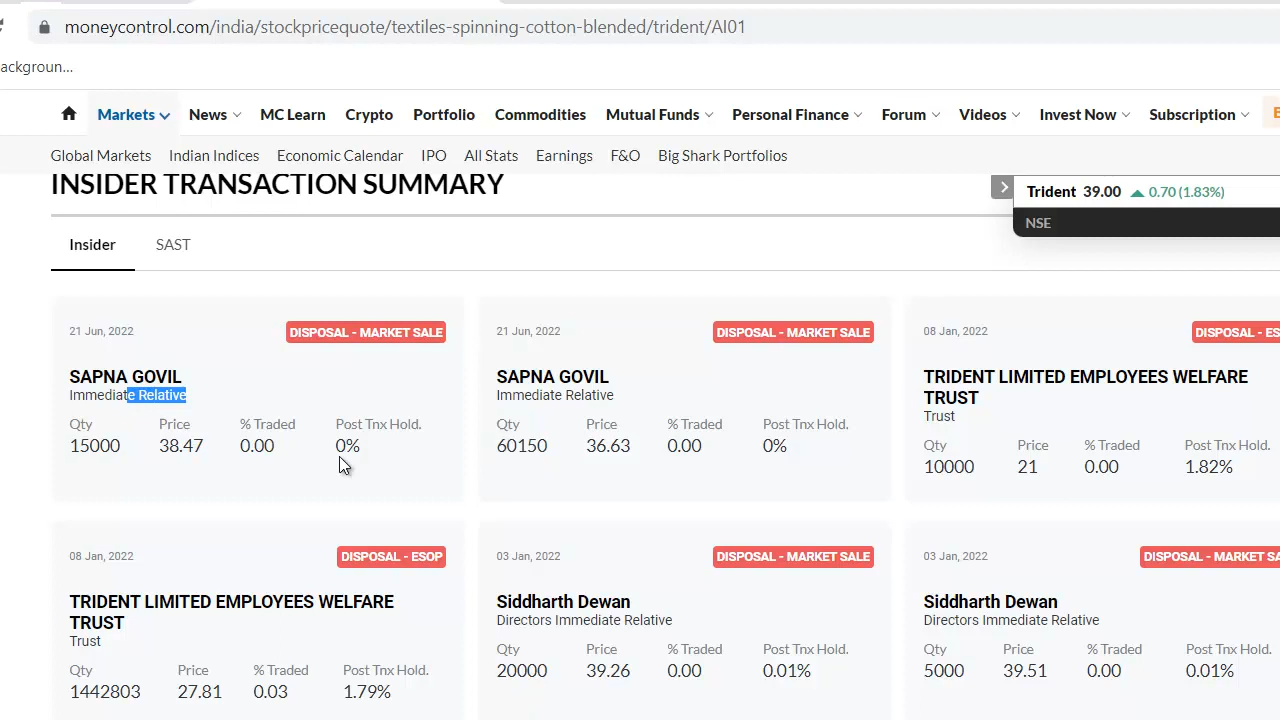 moneycontrol.com/india/stockpricequote/textiles-spinning-cotton-blended/trident/AI01
ackgroun...
Markets News MC Learn Crypto Portfolio Commodities Mutual Funds Personal Finance Forum Videos Invest Now Subscription
Global Markets Indian Indices Economic Calendar IPO All Stats Earnings F&O Big Shark Portfolios
INSIDER TRANSACTION SUMMARY
Trident 39.00 0.70 (1.83%)
NSE
Insider SAST
21 Jun, 2022 DISPOSAL - MARKET SALE
SAPNA GOVIL
Immediate Relative
Qty Price % Traded Post Tnx Hold.
15000 38.47 0.00 0%
21 Jun, 2022 DISPOSAL - MARKET SALE
SAPNA GOVIL
Immediate Relative
Qty Price % Traded Post Tnx Hold.
60150 36.63 0.00 0%
08 Jan, 2022 DISPOSAL - ES
TRIDENT LIMITED EMPLOYEES WELFARE
TRUST
Trust
Qty Price % Traded Post Tnx Hold.
10000 21 0.00 1.82%
08 Jan, 2022 DISPOSAL - ESOP
TRIDENT LIMITED EMPLOYEES WELFARE
TRUST
Trust
Qty Price % Traded Post Tnx Hold.
1442803 27.81 0.03 1.79%
03 Jan, 2022 DISPOSAL - MARKET SALE
Siddharth Dewan
Directors Immediate Relative
Qty Price % Traded Post Tnx Hold.
20000 39.26 0.00 0.01%
03 Jan, 2022 DISPOSAL - MARKET SA
Siddharth Dewan
Directors Immediate Relative
Qty Price % Traded Post Tnx Hold.
5000 39.51 0.00 0.01%